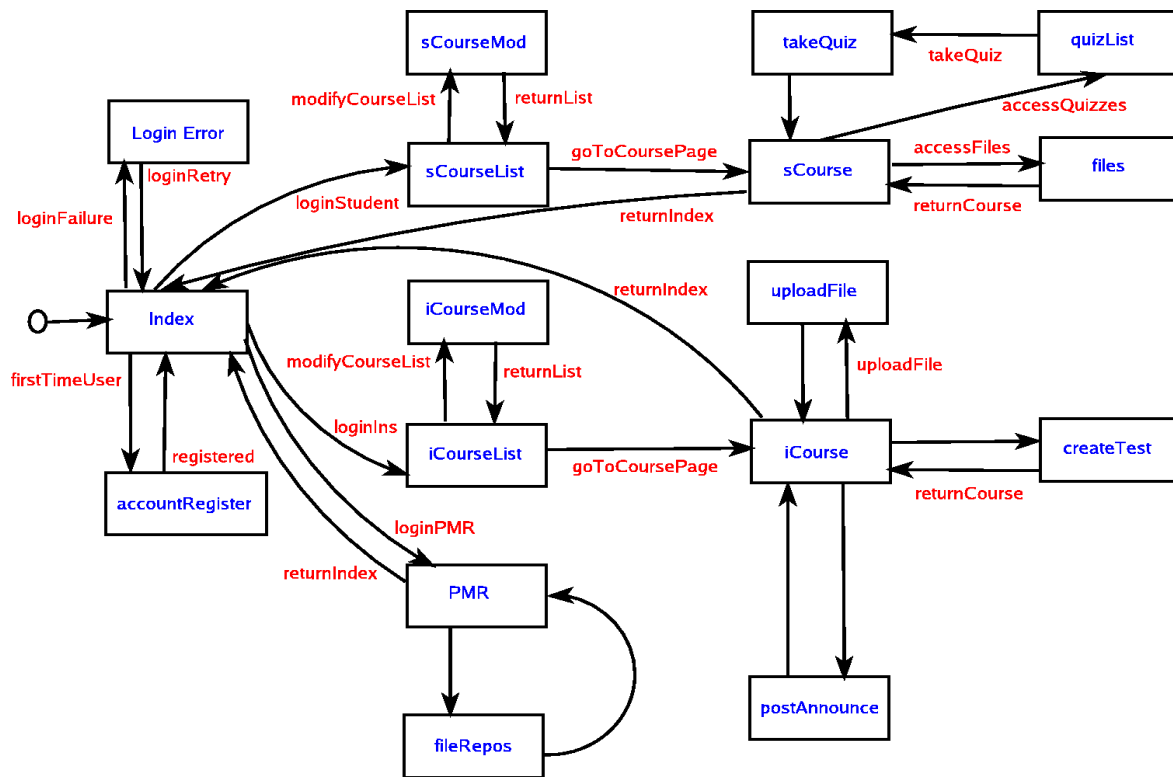 sCourseMod
takeQuiz
quizList
takeQuiz
modifyCourseList
returnList
accessQuizzes
Login Error
loginRetry
goToCoursePage
accessFiles
sCourseList
sCourse
files
loginStudent
returnCourse
loginFailure
returnIndex
returnIndex
uploadFile
Index
iCourseMod
modifyCourseList
returnList
uploadFile
firstTimeUser
loginIns
registered
iCourseList
goToCoursePage
iCourse
createTest
returnCourse
accountRegister
loginPMR
returnIndex
PMR
postAnnounce
fileRepos